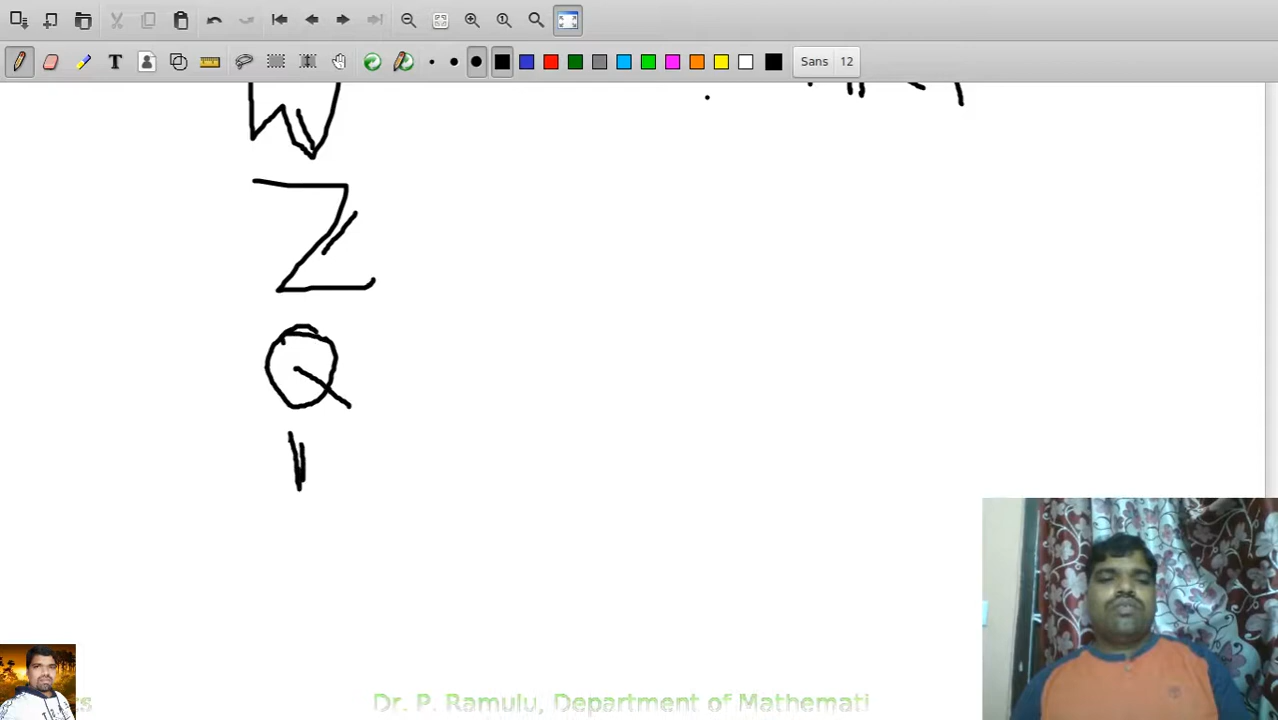 Sans 12
W
Z
Q
Dr. P. Ramulu, Department of Mathemati